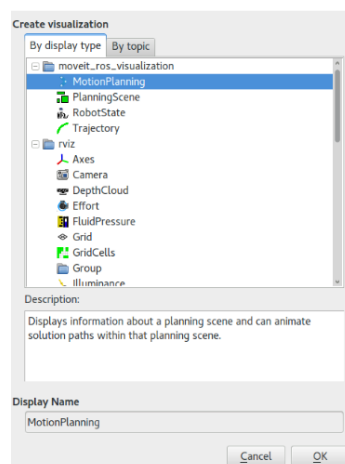 Create visualization
By display type By topic
moveit_ros_visualization
MotionPlanning
PlanningScene
RobotState
Trajectory
rviz
Axes
Camera
DepthCloud
Effort
FluidPressure
Grid
GridCells
Group
Illuminance
Description:
Displays information about a planning scene and can animate
solution paths within that planning scene.
Display Name
MotionPlanning
Cancel OK